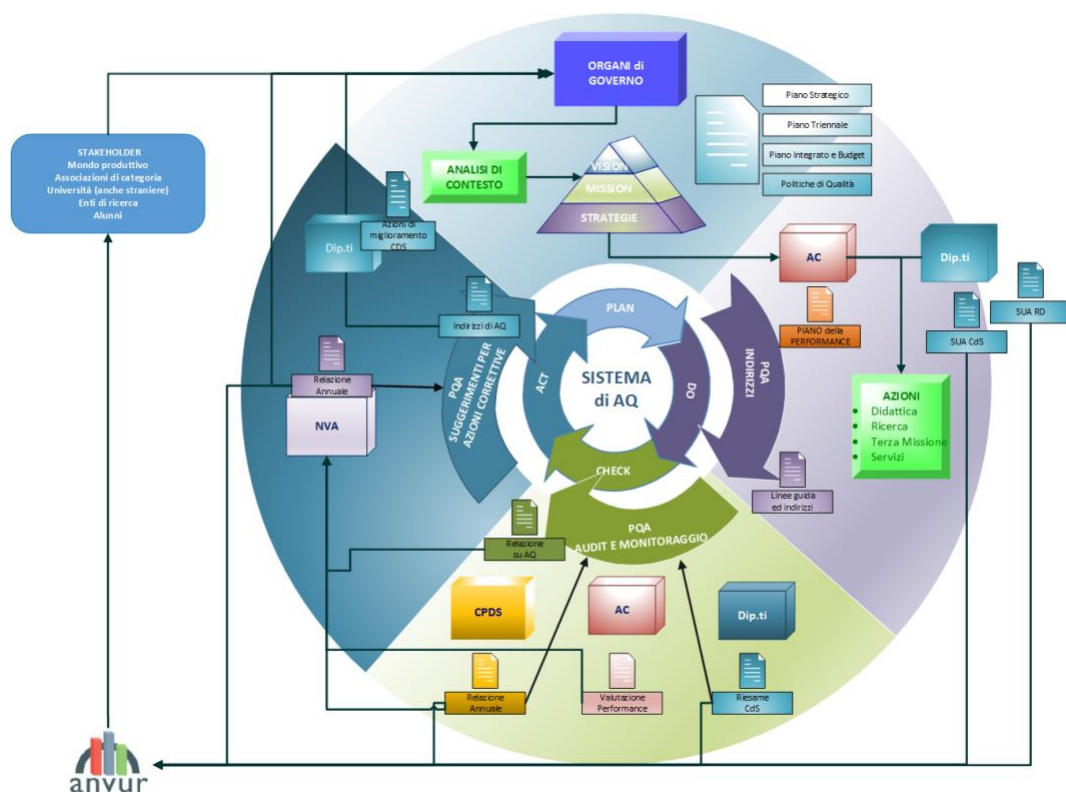 ORGANI di
GOVERNO
Piano Strategico
Piano Triennale
Piano Integrato e Budget
Politiche di Qualità
STAKEHOLDER
Mondo produttivo
Associazioni di categoria
Università (anche straniere)
Enti di ricerca
Alunni
ANALISI DI
CONTESTO
VISION
MISSION
STRATEGIE
Azioni di
miglioramento
CDS
Dip.ti
AC
Dip.ti
PIANO della
PERFORMANCE
SUA CdS
SUA RD
Indirizzi di AQ
PLAN
DO
CHECK
ACT
SISTEMA
di AQ
PQA
INDIRIZZI
PQA
SUGGERIMENTI PER
AZIONI CORRETTIVE
Relazione
Annuale
NVA
AZIONI
• Didattica
• Ricerca
• Terza Missione
• Servizi
Linee guida
ed indirizzi
PQA
AUDIT E MONITORAGGIO
Relazione
su AQ
CPDS
AC
Dip.ti
Relazione
Annuale
Valutazione
Performance
Riesame
CdS
anvur